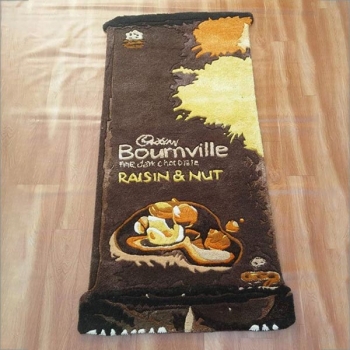 Cadbury
Bournville
fine dark chocolate
RAISIN & NUT